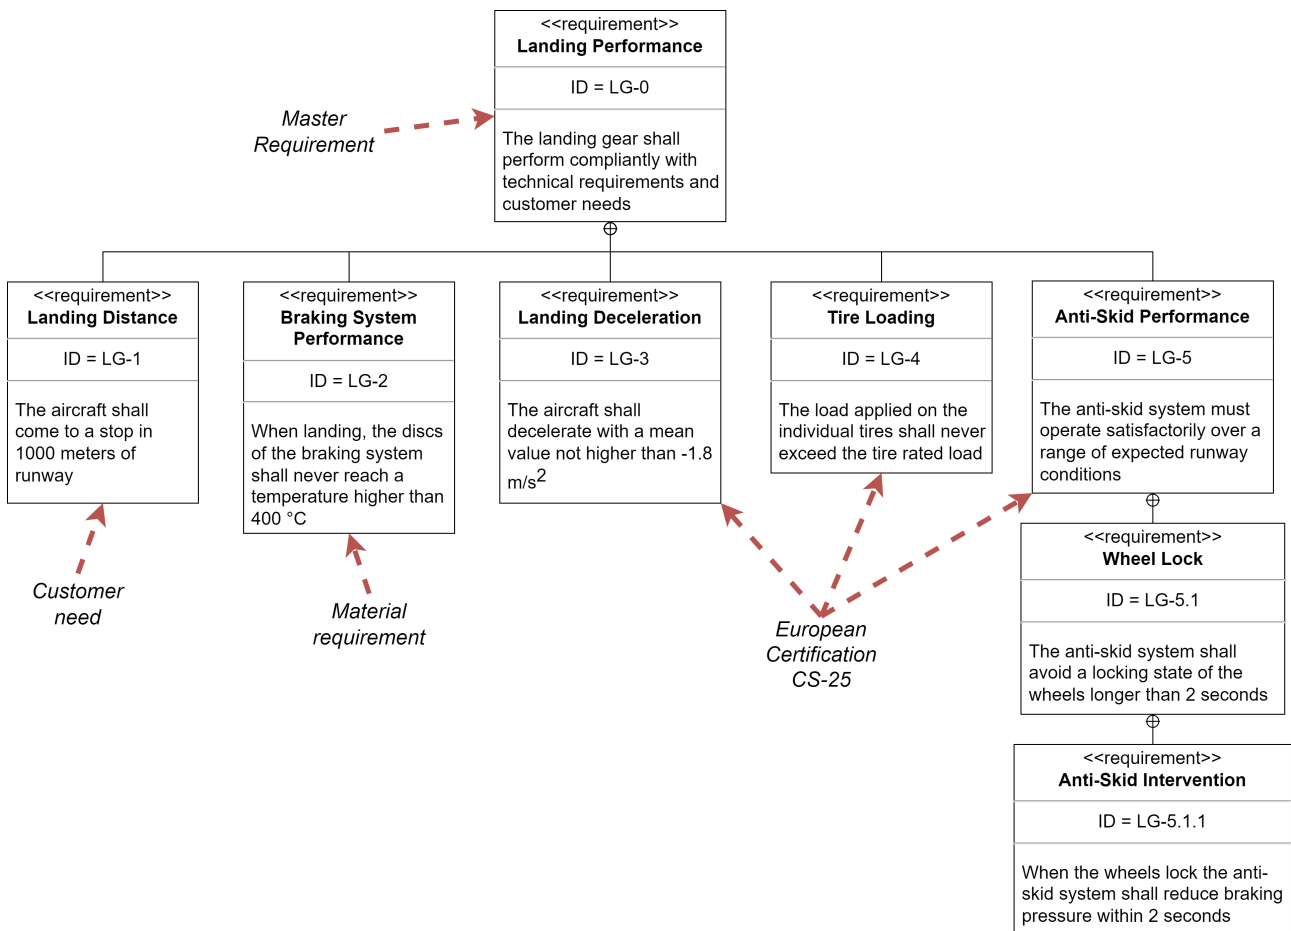 <<requirement>>
Landing Performance
ID = LG-0
The landing gear shall
perform compliantly with
technical requirements and
customer needs
Master
Requirement
<<requirement>>
Landing Distance
ID = LG-1
The aircraft shall
come to a stop in
1000 meters of
runway
<<requirement>>
Braking System
Performance
ID = LG-2
When landing, the discs
of the braking system
shall never reach a
temperature higher than
400 °C
<<requirement>>
Landing Deceleration
ID = LG-3
The aircraft shall
decelerate with a mean
value not higher than -1.8
m/s²
<<requirement>>
Tire Loading
ID = LG-4
The load applied on the
individual tires shall never
exceed the tire rated load
<<requirement>>
Anti-Skid Performance
ID = LG-5
The anti-skid system must
operate satisfactorily over a
range of expected runway
conditions
Customer
need
Material
requirement
European
Certification
CS-25
<<requirement>>
Wheel Lock
ID = LG-5.1
The anti-skid system shall
avoid a locking state of the
wheels longer than 2 seconds
<<requirement>>
Anti-Skid Intervention
ID = LG-5.1.1
When the wheels lock the anti-
skid system shall reduce braking
pressure within 2 seconds